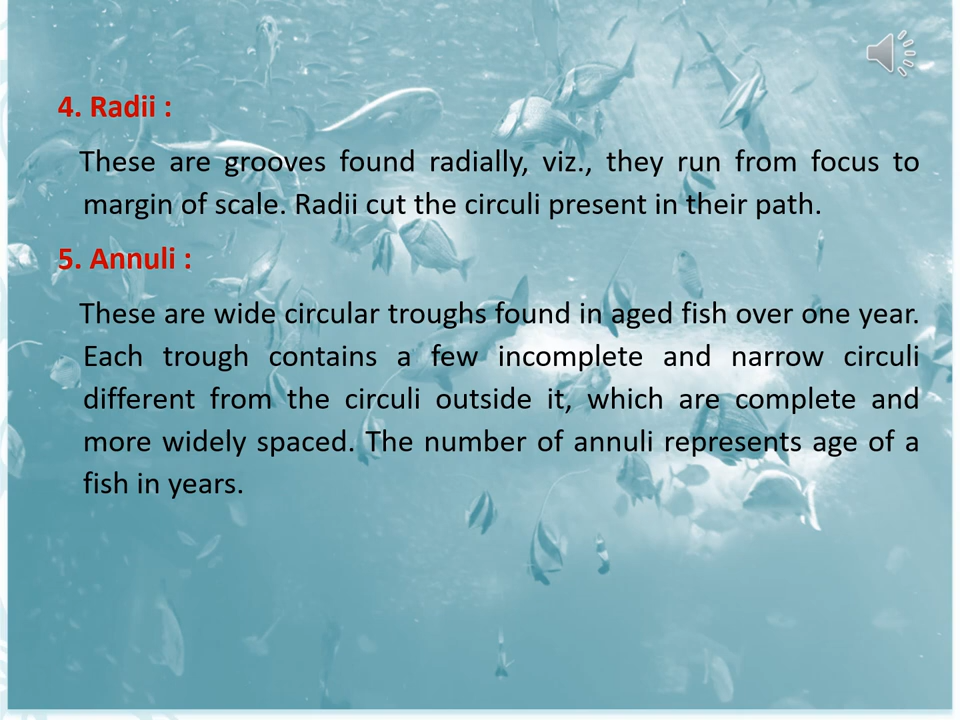 4. Radii :
These are grooves found radially, viz., they run from focus to
margin of scale. Radii cut the circuli present in their path.
5. Annuli :
These are wide circular troughs found in aged fish over one year.
Each trough contains a few incomplete and narrow circuli
different from the circuli outside it, which are complete and
more widely spaced. The number of annuli represents age of a
fish in years.